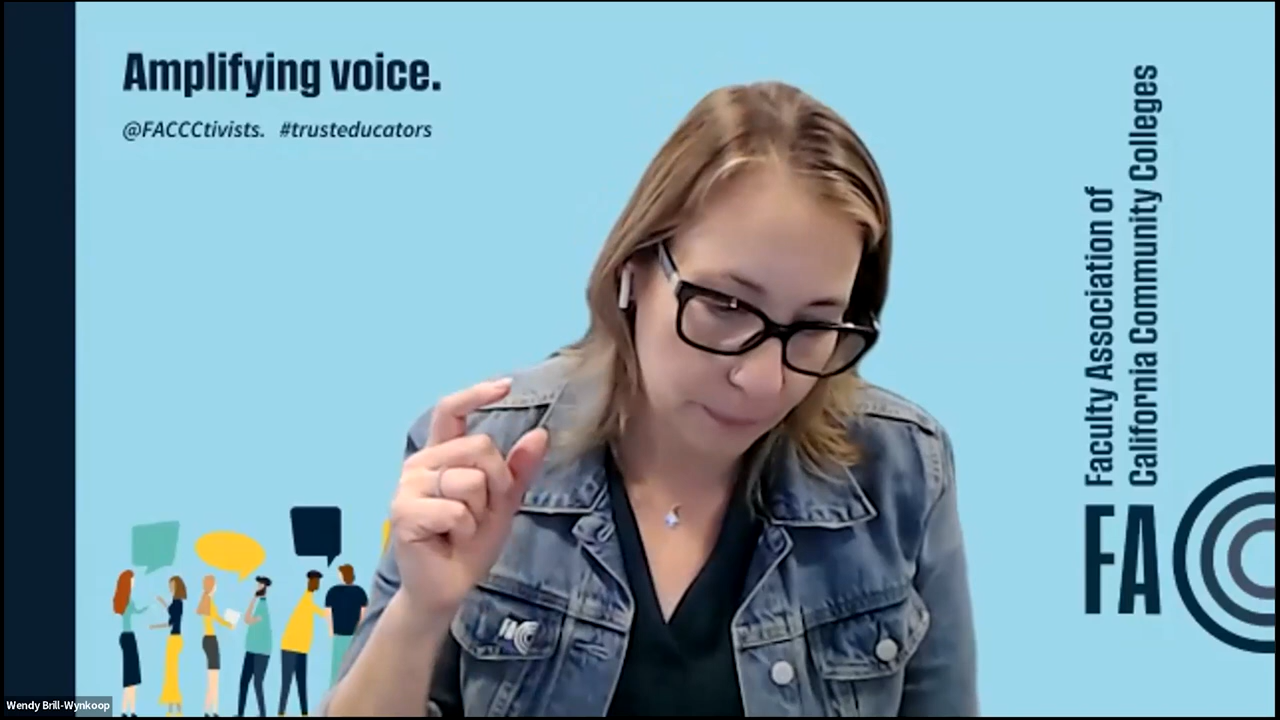 Amplifying voice.
@FACCCtivists. #trusteducators
Faculty Association of
California Community Colleges
FA
Wendy Brill-Wynkoop